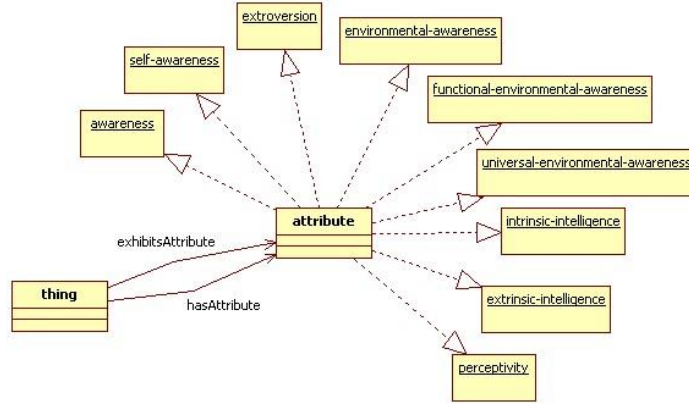 extroversion
environmental-awareness
self-awareness
functional-environmental-awareness
awareness
universal-environmental-awareness
attribute
intrinsic-intelligence
exhibitsAttribute
thing
extrinsic-intelligence
hasAttribute
perceptivity